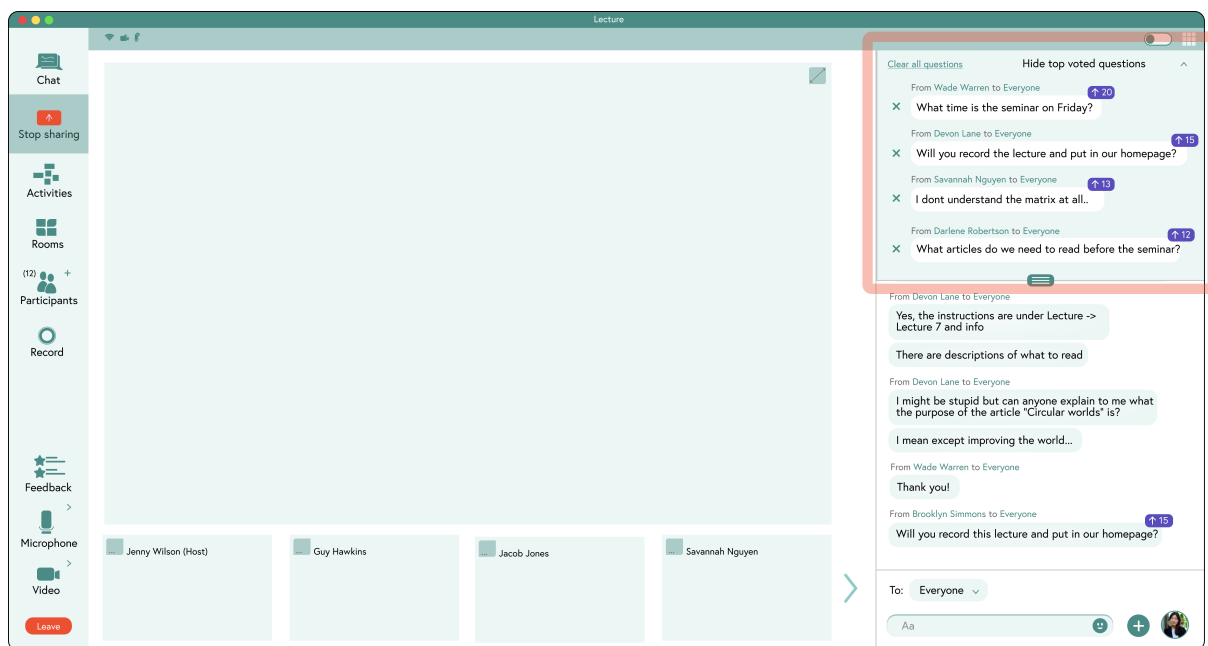 Lecture
Chat
Stop sharing
Activities
Rooms
(12) +
Participants
Record
Feedback
Microphone
Video
Leave
... Jenny Wilson (Host)
... Guy Hawkins
... Jacob Jones
... Savannah Nguyen
Clear all questions Hide top voted questions
From Wade Warren to Everyone
↑ 20
× What time is the seminar on Friday?
From Devon Lane to Everyone
↑ 15
× Will you record the lecture and put in our homepage?
From Savannah Nguyen to Everyone
↑ 13
× I dont understand the matrix at all..
From Darlene Robertson to Everyone
↑ 12
× What articles do we need to read before the seminar?
From Devon Lane to Everyone
Yes, the instructions are under Lecture ->
Lecture 7 and info
There are descriptions of what to read
From Devon Lane to Everyone
I might be stupid but can anyone explain to me what
the purpose of the article "Circular worlds" is?
I mean except improving the world...
From Wade Warren to Everyone
Thank you!
From Brooklyn Simmons to Everyone
↑ 15
Will you record this lecture and put in our homepage?
To: Everyone
Aa